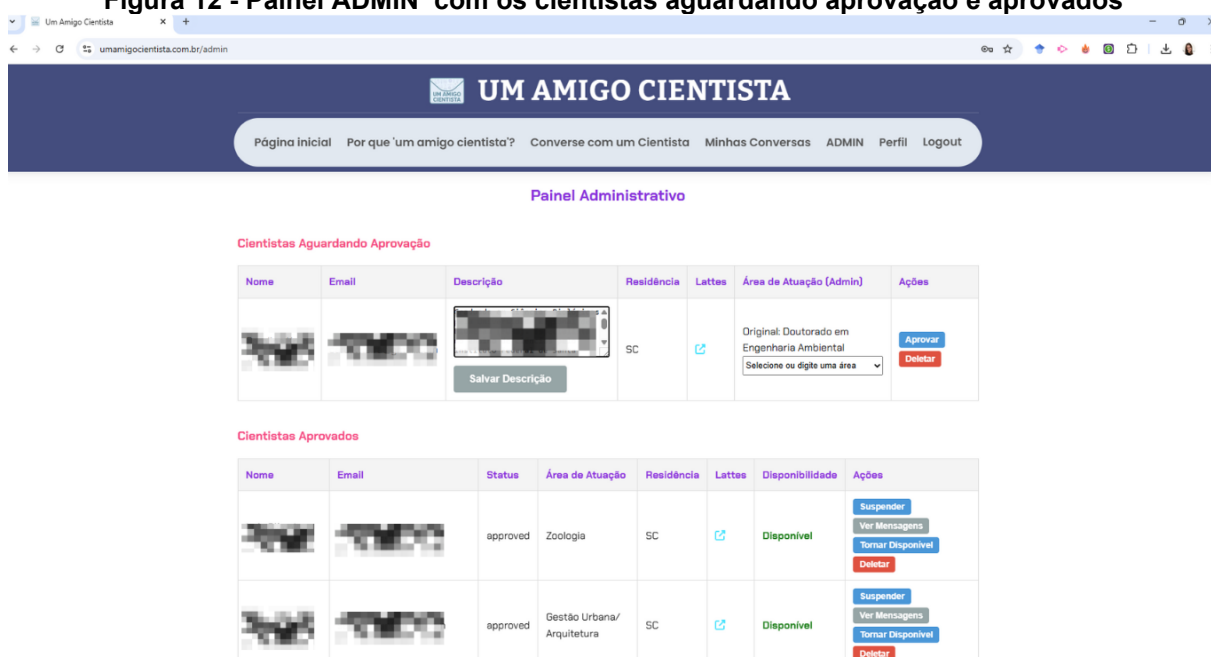 Figura 12 - Painel ADMIN com os cientistas aguardando aprovação e aprovados
Um Amigo Cientista
umamigocientista.com.br/admin
UM AMIGO CIENTISTA
UM AMIGO CIENTISTA
Página inicial Por que 'um amigo cientista'? Converse com um Cientista Minhas Conversas ADMIN Perfil Logout
Painel Administrativo
Cientistas Aguardando Aprovação
Nome Email Descrição Residência Lattes Área de Atuação (Admin) Ações
SC
Original: Doutorado em
Engenharia Ambiental
Selecione ou digite uma área
Aprovar
Deletar
Salvar Descrição
Cientistas Aprovados
Nome Email Status Área de Atuação Residência Lattes Disponibilidade Ações
approved Zoologia SC Disponível
Suspender
Ver Mensagens
Tornar Disponível
Deletar
approved
Gestão Urbana/
Arquitetura
SC Disponível
Suspender
Ver Mensagens
Tornar Disponível
Deletar